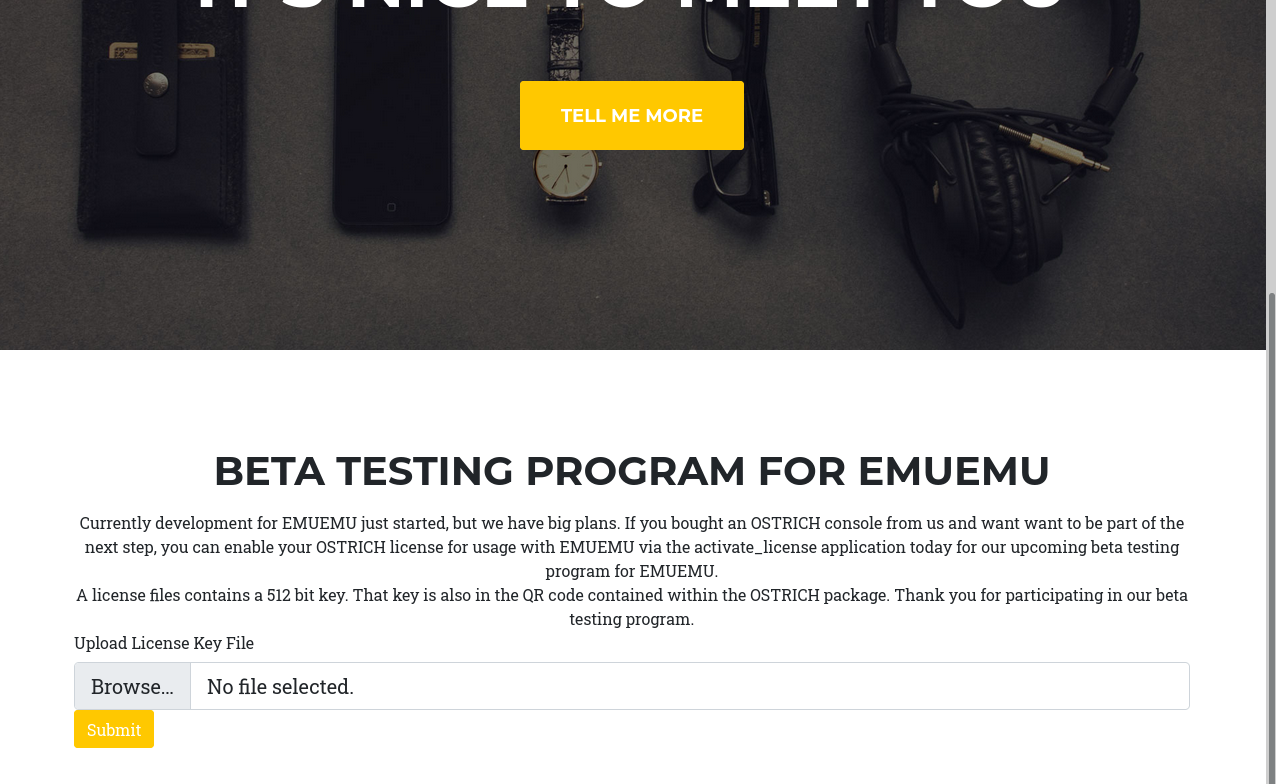 IT'S NICE TO MEET YOU
TELL ME MORE
BETA TESTING PROGRAM FOR EMUEMU
Currently development for EMUEMU just started, but we have big plans. If you bought an OSTRICH console from us and want want to be part of the
next step, you can enable your OSTRICH license for usage with EMUEMU via the activate_license application today for our upcoming beta testing
program for EMUEMU.
A license files contains a 512 bit key. That key is also in the QR code contained within the OSTRICH package. Thank you for participating in our beta
testing program.
Upload License Key File
Browse... No file selected.
Submit